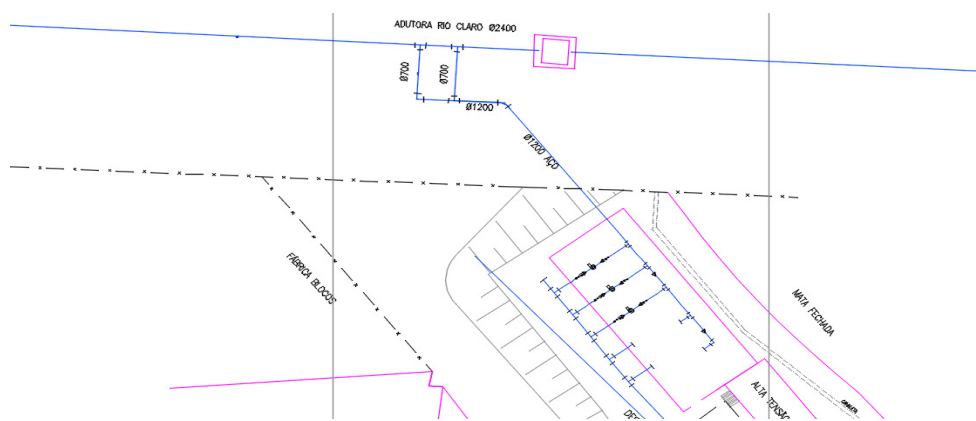 ADUTORA RIO CLARO Ø2400
Ø700
Ø700
Ø1200
Ø1200 AÇO
FÁBRICA BLOCOS
MATA FECHADA
ALTA TENSÃO